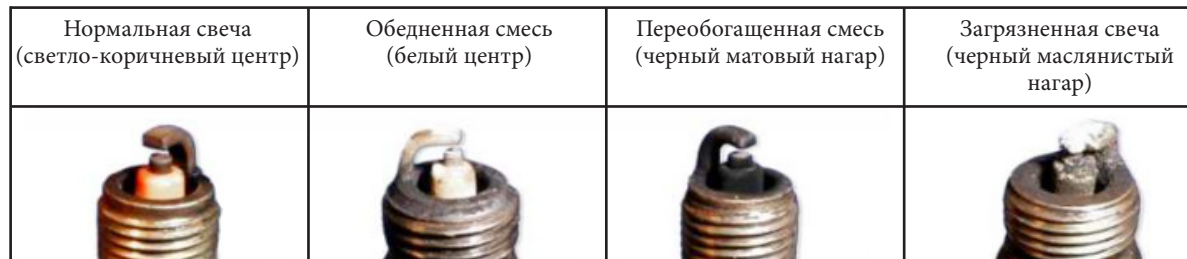 Нормальная свеча
(светло-коричневый центр)
Обедненная смесь
(белый центр)
Переобогащенная смесь
(черный матовый нагар)
Загрязненная свеча
(черный маслянистый
нагар)